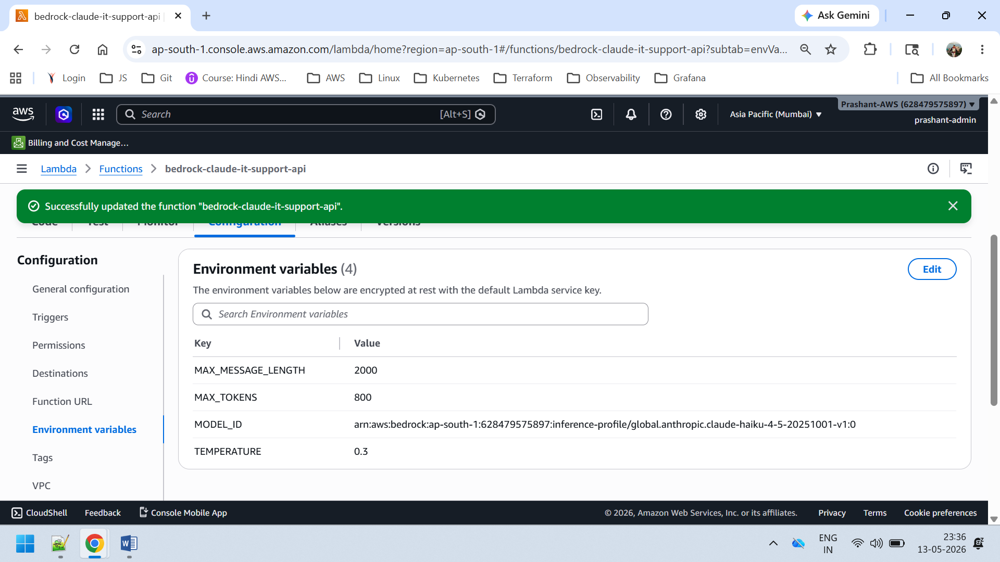 bedrock-claude-it-support-api
Ask Gemini
ap-south-1.console.aws.amazon.com/lambda/home?region=ap-south-1#/functions/bedrock-claude-it-support-api?subtab=envVa...
Login
JS
Git
Course: Hindi AWS...
AWS
Linux
Kubernetes
Terraform
Observability
Grafana
All Bookmarks
aws
Search
[Alt+S]
Asia Pacific (Mumbai)
Prashant-AWS (628479575897)
prashant-admin
Billing and Cost Manage...
Lambda
Functions
bedrock-claude-it-support-api
Successfully updated the function "bedrock-claude-it-support-api".
Code
Test
Monitor
Configuration
Aliases
Versions
Configuration
General configuration
Triggers
Permissions
Destinations
Function URL
Environment variables
Tags
VPC
Environment variables (4)
Edit
The environment variables below are encrypted at rest with the default Lambda service key.
Search Environment variables
Key
Value
MAX_MESSAGE_LENGTH
2000
MAX_TOKENS
800
MODEL_ID
arn:aws:bedrock:ap-south-1:628479575897:inference-profile/global.anthropic.claude-haiku-4-5-20251001-v1:0
TEMPERATURE
0.3
CloudShell
Feedback
Console Mobile App
© 2026, Amazon Web Services, Inc. or its affiliates.
Privacy
Terms
Cookie preferences
ENG
IN
23:36
13-05-2026